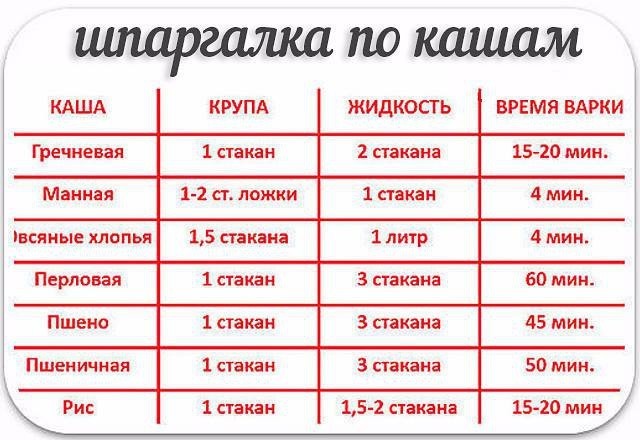 шпаргалка по кашам
КАША КРУПА ЖИДКОСТЬ ВРЕМЯ ВАРКИ
Гречневая 1 стакан 2 стакана 15-20 мин.
Манная 1-2 ст. ложки 1 стакан 4 мин.
Овсяные хлопья 1,5 стакана 1 литр 4 мин.
Перловая 1 стакан 3 стакана 60 мин.
Пшено 1 стакан 3 стакана 45 мин.
Пшеничная 1 стакан 3 стакана 50 мин.
Рис 1 стакан 1,5-2 стакана 15-20 мин